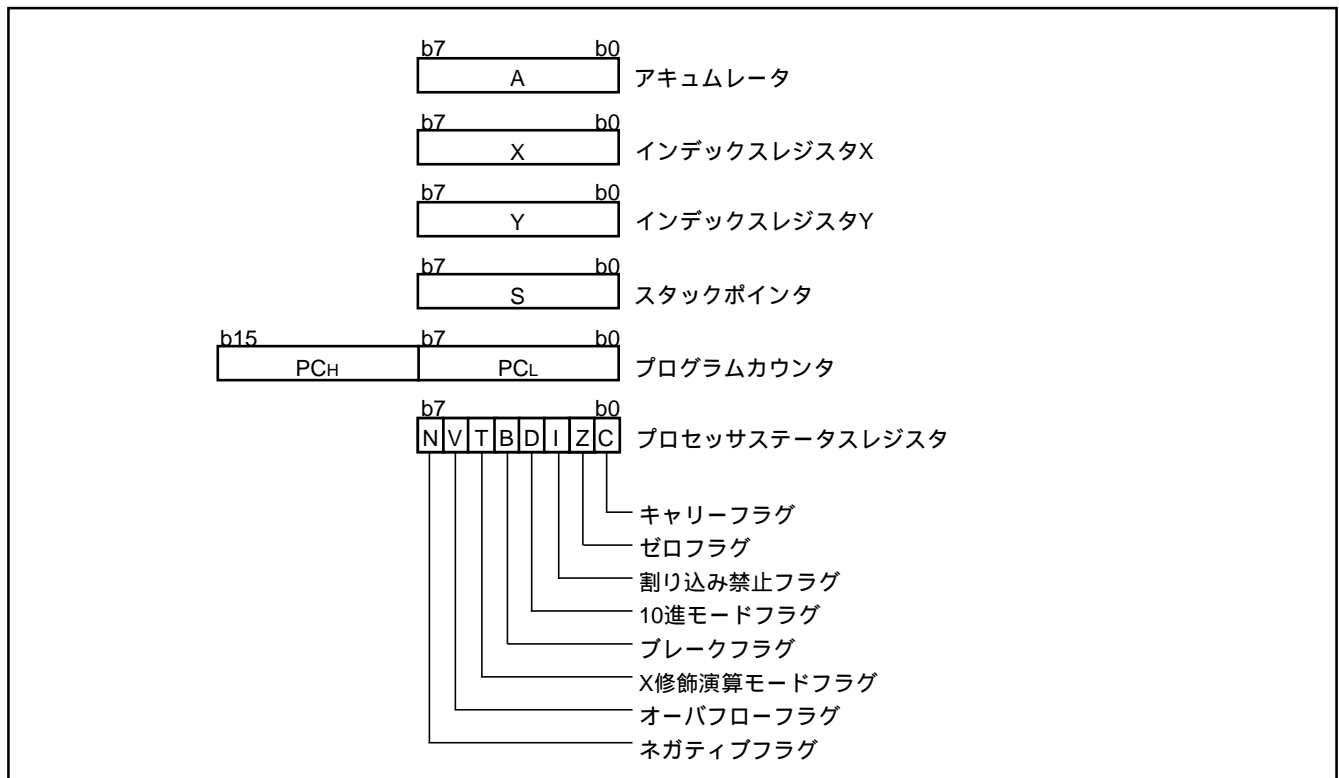 b7 b0
A アキュムレータ
b7 b0
X インデックスレジスタX
b7 b0
Y インデックスレジスタY
b7 b0
S スタックポインタ
b15 b7 b0
PCH PCL プログラムカウンタ
b7 b0
N V T B D I Z C プロセッサステータスレジスタ
キャリーフラグ
ゼロフラグ
割り込み禁止フラグ
10進モードフラグ
ブレークフラグ
X修飾演算モードフラグ
オーバフローフラグ
ネガティブフラグ